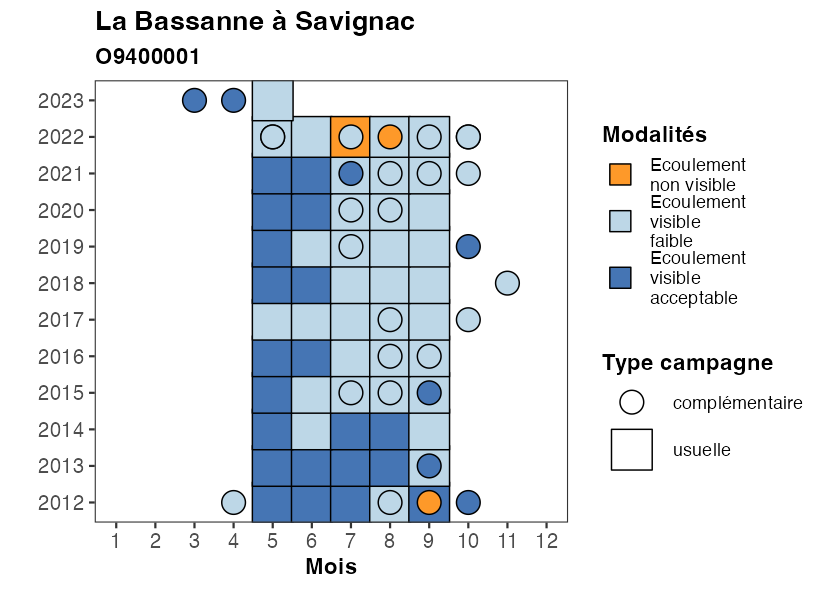 La Bassanne à Savignac
O9400001
2023
2022
2021
2020
2019
2018
2017
2016
2015
2014
2013
2012
1 2 3 4 5 6 7 8 9 10 11 12
Mois
Modalités
Ecoulement
non visible
Ecoulement
visible
faible
Ecoulement
visible
acceptable
Type campagne
complémentaire
usuelle